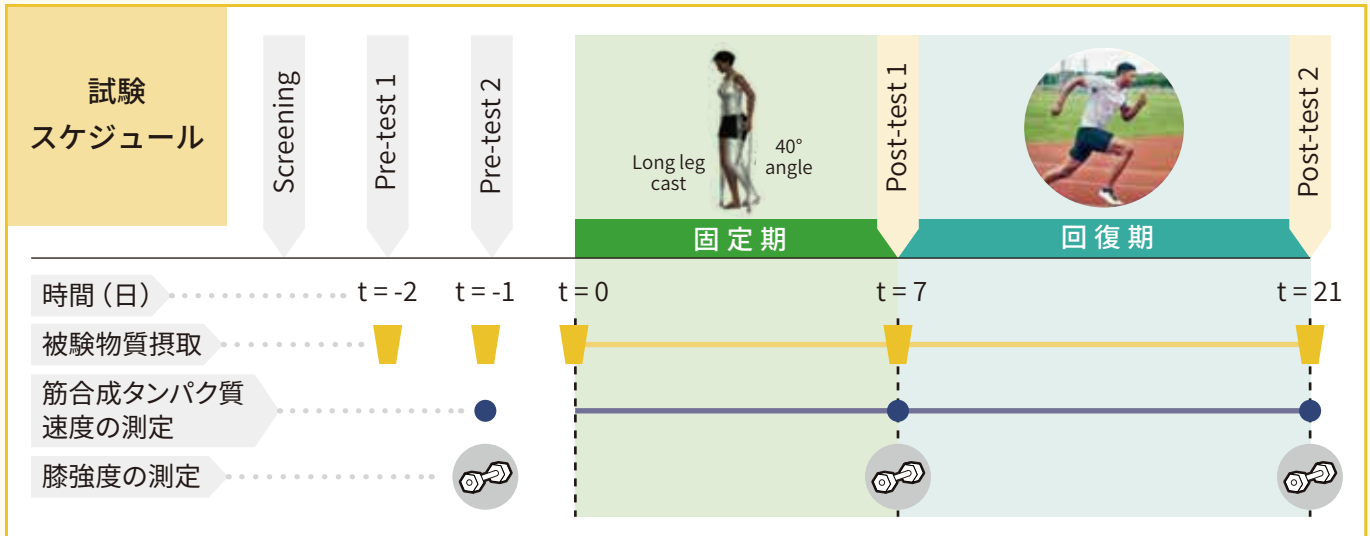 試験
スケジュール
Screening
Pre-test 1
Pre-test 2
Long leg
cast
40°
angle
Post-test 1
Post-test 2
固定期
回復期
時間（日） t = -2 t = -1 t = 0 t = 7 t = 21
被験物質摂取
筋合成タンパク質
速度の測定
膝強度の測定